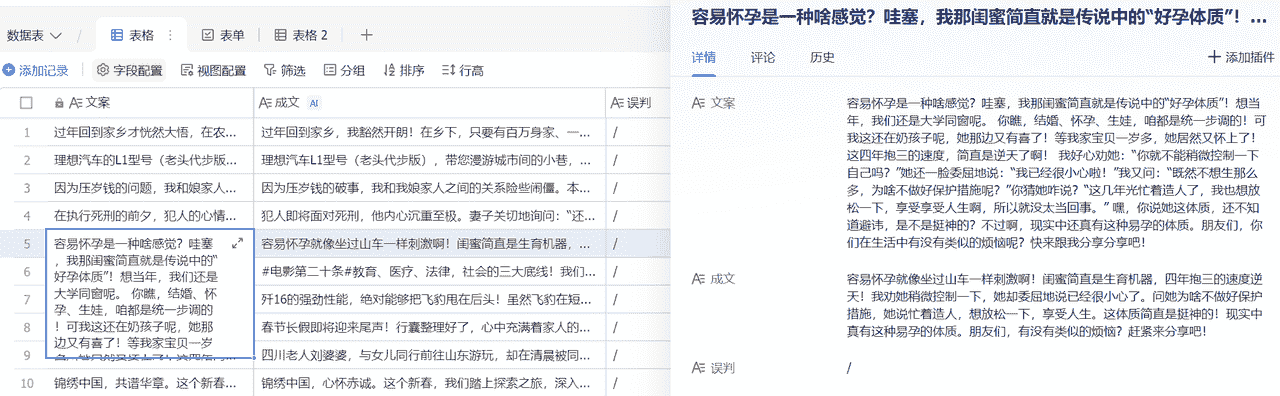 数据表
表格
表单
表格 2
添加记录
字段配置
视图配置
筛选
分组
排序
行高
文案
成文 AI
误判
1 过年回到家乡才恍然大悟，在农... 过年回到家乡，我豁然开朗！在乡下，只要有百万身家、一... /
2 理想汽车的L1型号（老头代步版... 理想汽车的L1型号（老头代步版），带您漫游城市间的小巷，... /
3 因为压岁钱的问题，我和娘家人... 因为压岁钱的破事，我和我娘家人之间的关系险些闹僵。本... /
4 在执行死刑的前夕，犯人的心情... 犯人即将面对死刑，他内心沉重至极。妻子关切地询问：“还... /
5 容易怀孕就像坐过山车一样刺激啊！闺蜜简直是生育机器，... /
容易怀孕是一种啥感觉？哇塞
，我那闺蜜简直就是传说中的“
好孕体质”！想当年，我们还是
大学同窗呢。 你瞧，结婚、怀
孕、生娃，咱都是统一步调的
！可我这还在奶孩子呢，她那
边又有喜了！等我家宝贝一岁
6 #电影第二十条#教育、医疗、法律，社会的三大底线！我们... /
7 歼16的强劲性能，绝对能够把飞豹甩在后头！虽然飞豹在短... /
8 春节长假即将迎来尾声！行囊整理好了，心中充满着家人的... /
9 四川老人刘婆婆，与女儿同行前往山东游玩，却在清晨被同... /
10 锦绣中国，共谱华章。这个新春... 锦绣中国，心怀赤诚。这个新春，我们踏上探索之旅，深入... /
容易怀孕是一种啥感觉？哇塞，我那闺蜜简直就是传说中的“好孕体质”！...
详情
评论
历史
添加插件
文案
容易怀孕是一种啥感觉？哇塞，我那闺蜜简直就是传说中的“好孕体质”！想当
年，我们还是大学同窗呢。 你瞧，结婚、怀孕、生娃，咱都是统一步调的！可
我这还在奶孩子呢，她那边又有喜了！等我家宝贝一岁多，她居然又怀上了！
这四年抱三的速度，简直是逆天了啊！ 我好心劝她：“你就不能稍微控制一下
自己吗？”她还一脸委屈地说：“我已经很小心啦！”我又问：“既然不想生那么
多，为啥不做好保护措施呢？”你猜她咋说？“这几年光忙着造人了，我也想放
松一下，享受享受人生啊，所以就没太当回事。” 嘿，你说她这体质，还不知
道避讳，是不是挺神的？不过啊，现实中还真有这种易孕的体质。朋友们，你
们在生活中有没有类似的烦恼呢？快来跟我分享分享吧！
成文
容易怀孕就像坐过山车一样刺激啊！闺蜜简直是生育机器，四年抱三的速度逆
天！我劝她稍微控制一下，她却委屈地说已经很小心了。问她为啥不做好保护
措施，她说忙着造人，想放松一下，享受人生。这体质简直是挺神的！现实中
真有这种易孕的体质。朋友们，有没有类似的烦恼？赶紧来分享吧！
误判
/